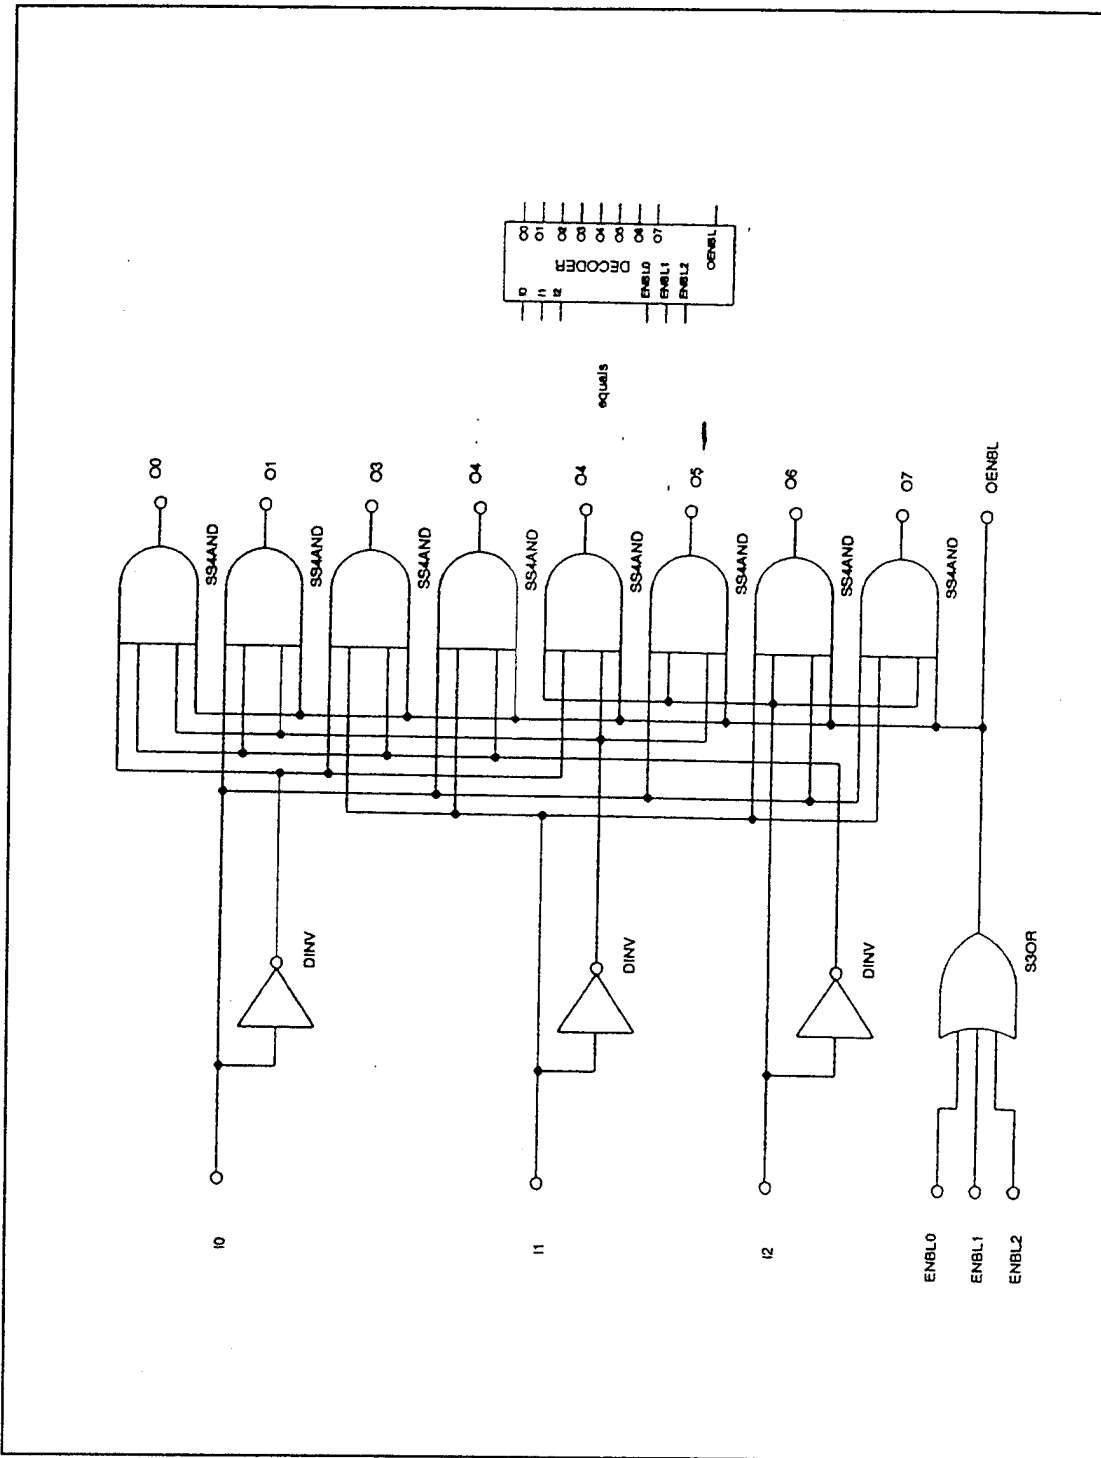 I0
I1
I2
ENBL0
ENBL1
ENBL2
DINV
DINV
DINV
S3OR
SS4AND
SS4AND
SS4AND
SS4AND
SS4AND
SS4AND
SS4AND
SS4AND
O0
O1
O3
O4
O4
O5
O6
O7
OENBL
equals
I0
I1
I2
ENBL0
ENBL1
ENBL2
DECODER
O0
O1
O2
O3
O4
O5
O6
O7
OENBL